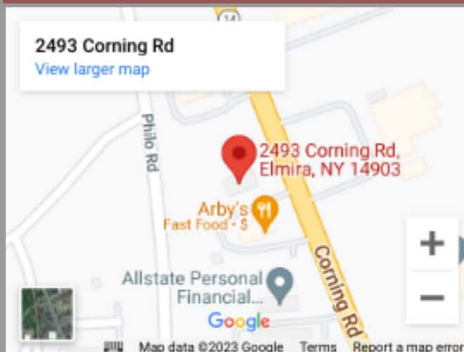 14
2493 Corning Rd
View larger map
Philo Rd
2493 Corning Rd,
Elmira, NY 14903
Arby's
Fast Food • $
Allstate Personal
Financial...
Corning Rd
+
−
Google
Map data ©2023 Google Terms Report a map error